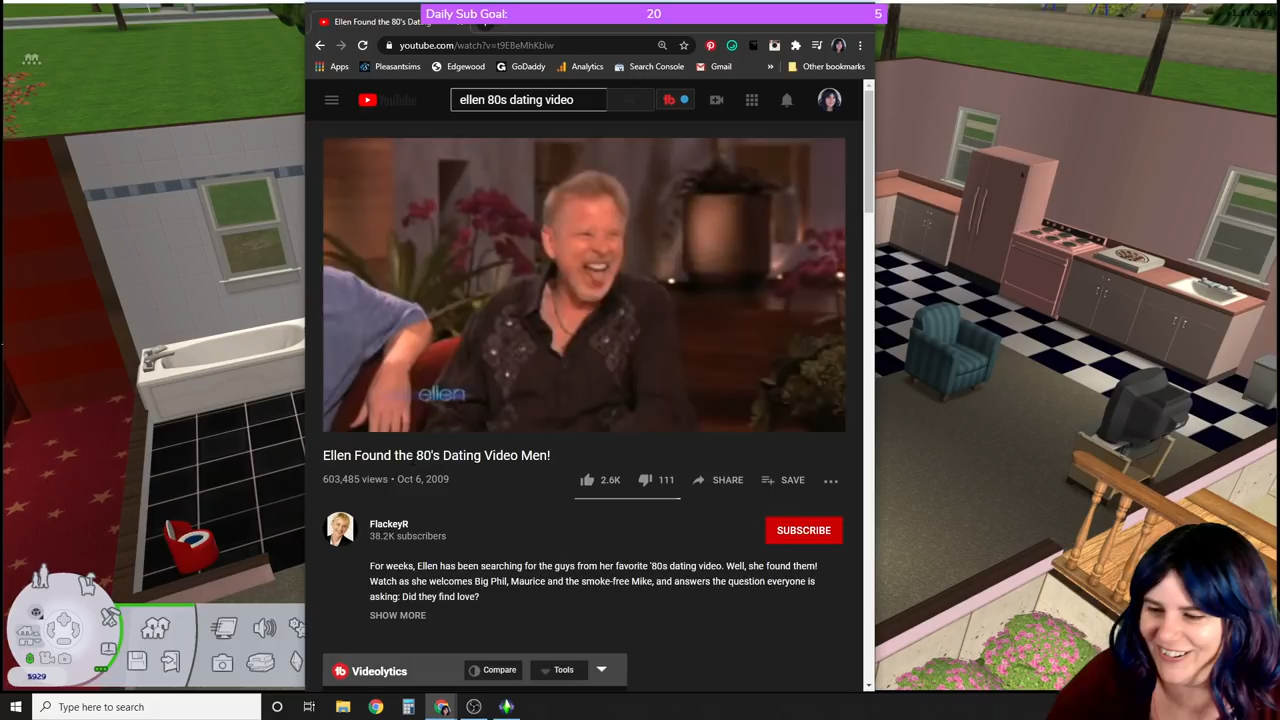 Daily Sub Goal: 20 5
Ellen Found the 80's Dating
youtube.com/watch?v=t9EBeMhKbIw
Apps Pleasantsims Edgewood GoDaddy Analytics Search Console Gmail » Other bookmarks
YouTube ellen 80s dating video tb
ellen
Ellen Found the 80's Dating Video Men!
603,485 views • Oct 6, 2009
2.6K 111 SHARE SAVE
FlackeyR
38.2K subscribers
SUBSCRIBE
For weeks, Ellen has been searching for the guys from her favorite '80s dating video. Well, she found them!
Watch as she welcomes Big Phil, Maurice and the smoke-free Mike, and answers the question everyone is
asking: Did they find love?
SHOW MORE
tb Videolytics Compare Tools
$929
Type here to search